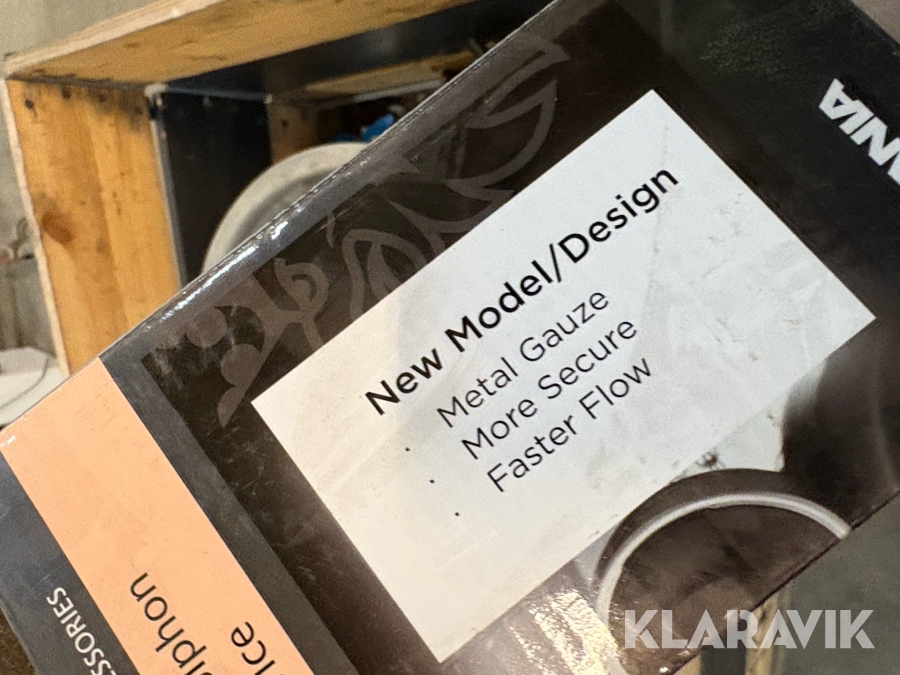 New Model/Design
· Metal Gauze
· More Secure
· Faster Flow
KLARAVIK